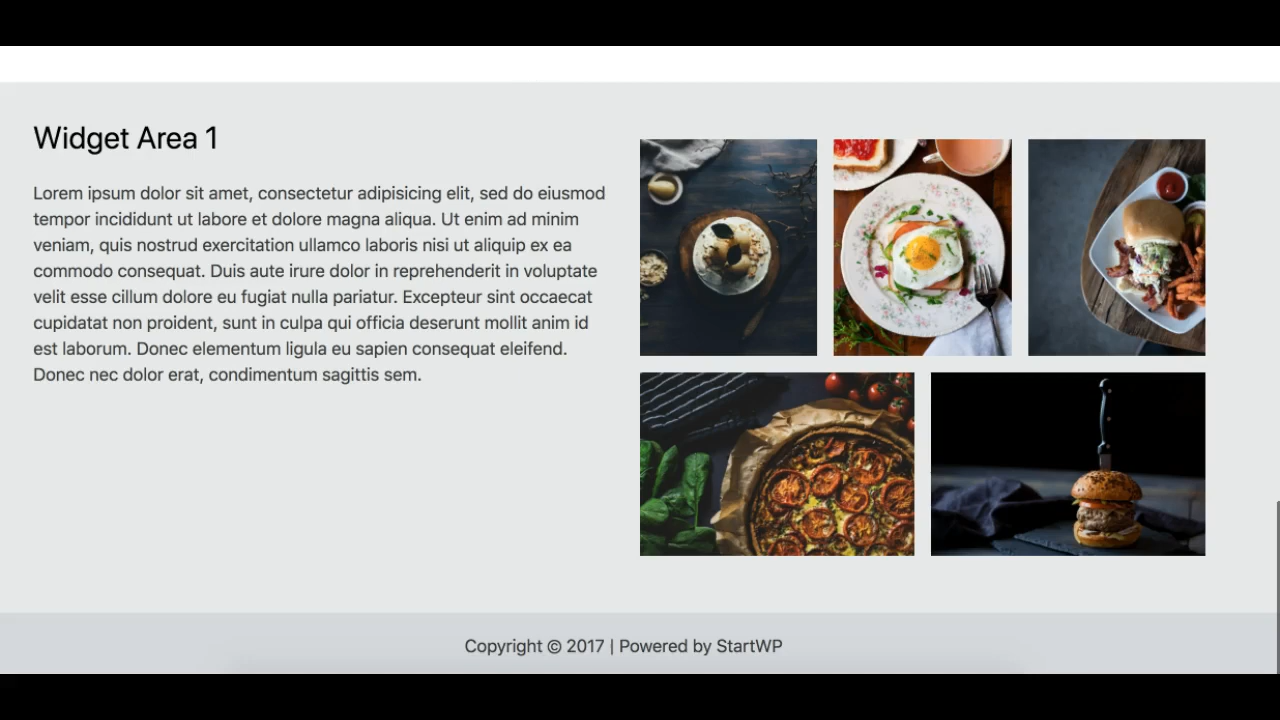 Widget Area 1
Lorem ipsum dolor sit amet, consectetur adipisicing elit, sed do eiusmod
tempor incididunt ut labore et dolore magna aliqua. Ut enim ad minim
veniam, quis nostrud exercitation ullamco laboris nisi ut aliquip ex ea
commodo consequat. Duis aute irure dolor in reprehenderit in voluptate
velit esse cillum dolore eu fugiat nulla pariatur. Excepteur sint occaecat
cupidatat non proident, sunt in culpa qui officia deserunt mollit anim id
est laborum. Donec elementum ligula eu sapien consequat eleifend.
Donec nec dolor erat, condimentum sagittis sem.
Copyright © 2017 | Powered by StartWP